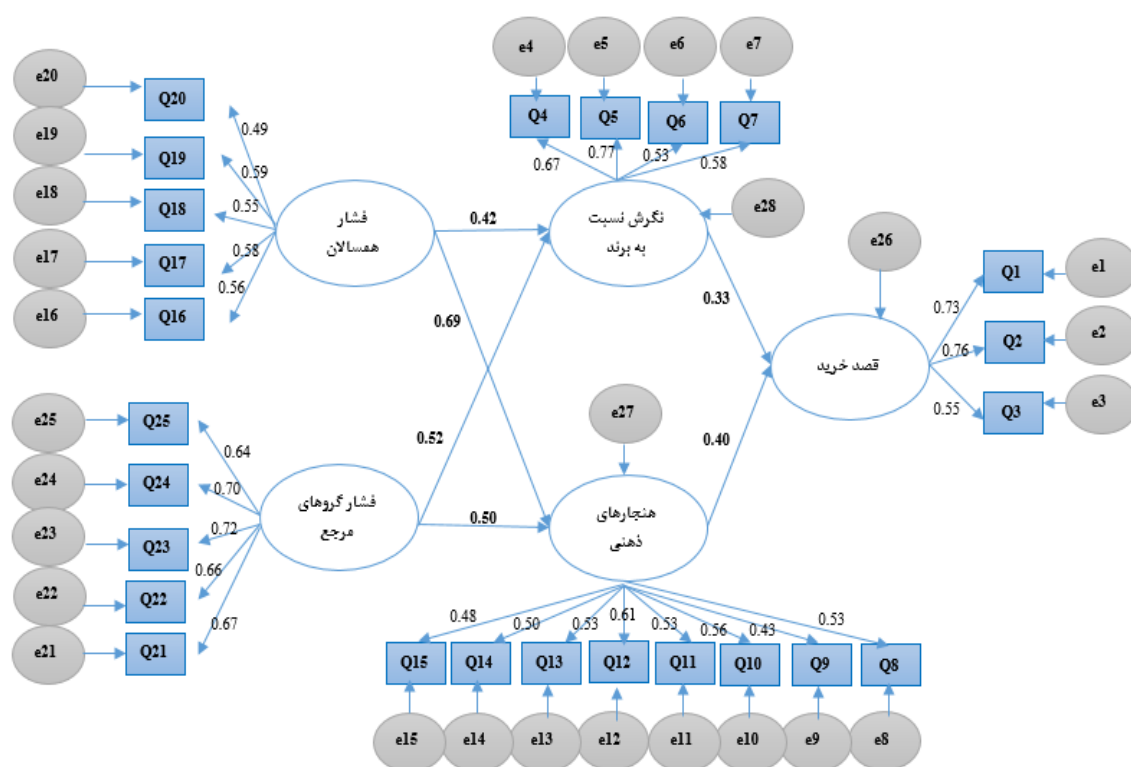 e4
e5
e6
e7
Q4
Q5
Q6
Q7
0.67
0.77
0.53
0.58
e20
Q20
0.49
e19
Q19
0.59
e18
Q18
0.55
e17
Q17
0.58
e16
Q16
0.56
فشار
همسالان
0.42
نگرش نسبت
به برند
e28
0.69
0.33
e26
قصد خرید
0.73
Q1
e1
0.76
Q2
e2
0.55
Q3
e3
e25
Q25
0.64
e24
Q24
0.70
e23
Q23
0.72
e22
Q22
0.66
e21
Q21
0.67
فشار گروهای
مرجع
0.52
0.50
e27
0.40
هنجارهای
ذهنی
0.48
0.50
0.53
0.61
0.53
0.56
0.43
0.53
Q15
Q14
Q13
Q12
Q11
Q10
Q9
Q8
e15
e14
e13
e12
e11
e10
e9
e8